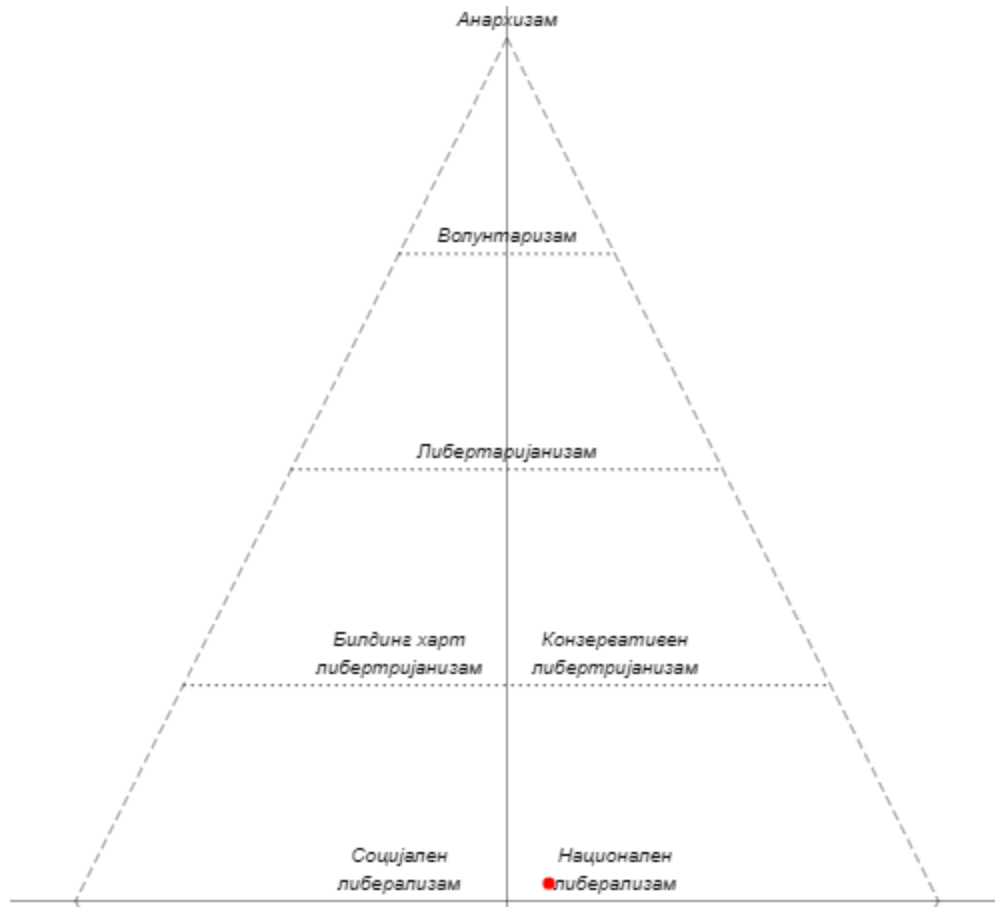 Анархизам
Волунтаризам
Либертаријанизам
Билдинг харт
либертријанизам
Конзервативен
либертријанизам
Социјален
либерализам
Национален
либерализам